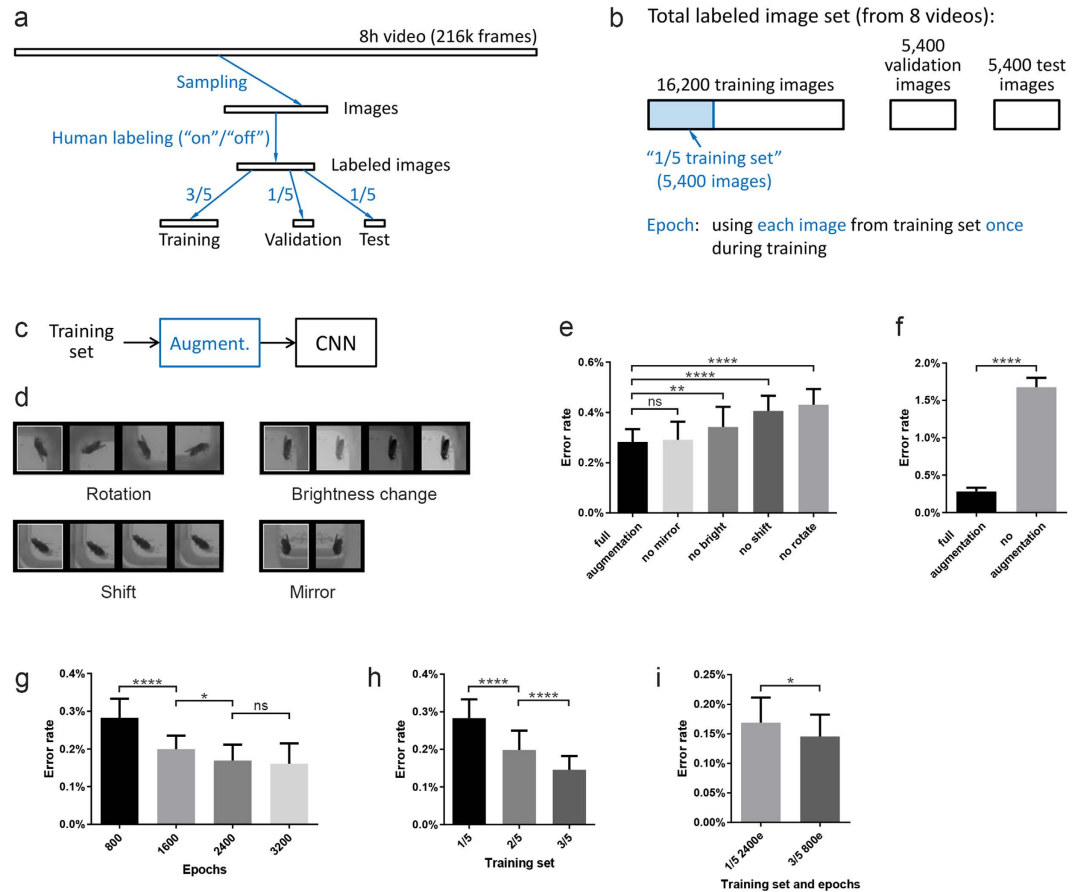 a
8h video (216k frames)
Sampling
Images
Human labeling (“on”/“off”)
Labeled images
3/5
1/5
1/5
Training
Validation
Test
b
Total labeled image set (from 8 videos):
16,200 training images
5,400
validation
images
5,400 test
images
“1/5 training set”
(5,400 images)
Epoch: using each image from training set once
during training
c
Training
set
Augment.
CNN
d
Rotation
Brightness change
Shift
Mirror
e
0.6%
0.4%
0.2%
0.0%
Error rate
****
****
**
ns
full
augmentation
no mirror
no bright
no shift
no rotate
f
2.0%
1.5%
1.0%
0.5%
0.0%
Error rate
****
full
augmentation
no
augmentation
g
0.4%
0.3%
0.2%
0.1%
0.0%
Error rate
****
*
ns
800
1600
2400
3200
Epochs
h
0.4%
0.3%
0.2%
0.1%
0.0%
Error rate
****
****
1/5
2/5
3/5
Training set
i
0.25%
0.20%
0.15%
0.10%
0.05%
0.00%
Error rate
*
1/5 2400e
3/5 800e
Training set and epochs